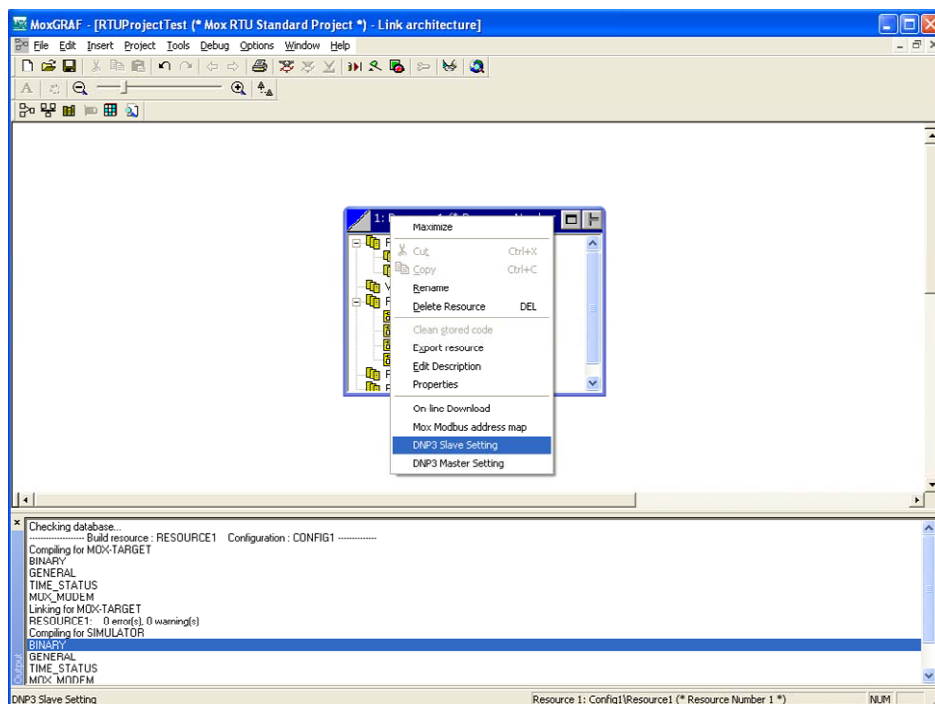 MoxGRAF - [RTUProjectTest (* Mox RTU Standard Project *) - Link architecture]
File Edit Insert Project Tools Debug Options Window Help
1:
Maximize
Cut Ctrl+X
Copy Ctrl+C
Rename
Delete Resource DEL
Clean stored code
Export resource
Edit Description
Properties
On-line Download
Mox Modbus address map
DNP3 Slave Setting
DNP3 Master Setting
Checking database...
-------------------- Build resource : RESOURCE1 Configuration : CONFIG1 --------------
Compiling for MOX-TARGET
BINARY
GENERAL
TIME_STATUS
MOX_MODEM
Linking for MOX-TARGET
RESOURCE1: 0 error(s), 0 warning(s)
Compiling for SIMULATOR
BINARY
GENERAL
TIME_STATUS
MOX_MODEM
Output
DNP3 Slave Setting Resource 1: Config1\Resource1 (* Resource Number 1 *) NUM